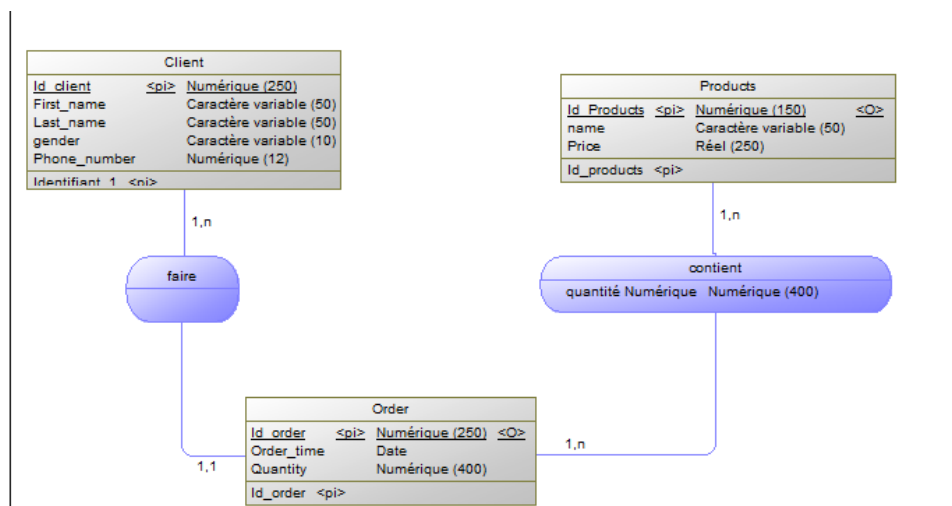 Client
Id_client <pi> Numérique (250)
First_name Caractère variable (50)
Last_name Caractère variable (50)
gender Caractère variable (10)
Phone_number Numérique (12)
Identifiant_1 <pi>
Products
Id_Products <pi> Numérique (150) <O>
name Caractère variable (50)
Price Réel (250)
Id_products <pi>
1,n
1,n
faire
contient
quantité Numérique Numérique (400)
Order
Id_order <pi> Numérique (250) <O>
Order_time Date
Quantity Numérique (400)
Id_order <pi>
1,1
1,n